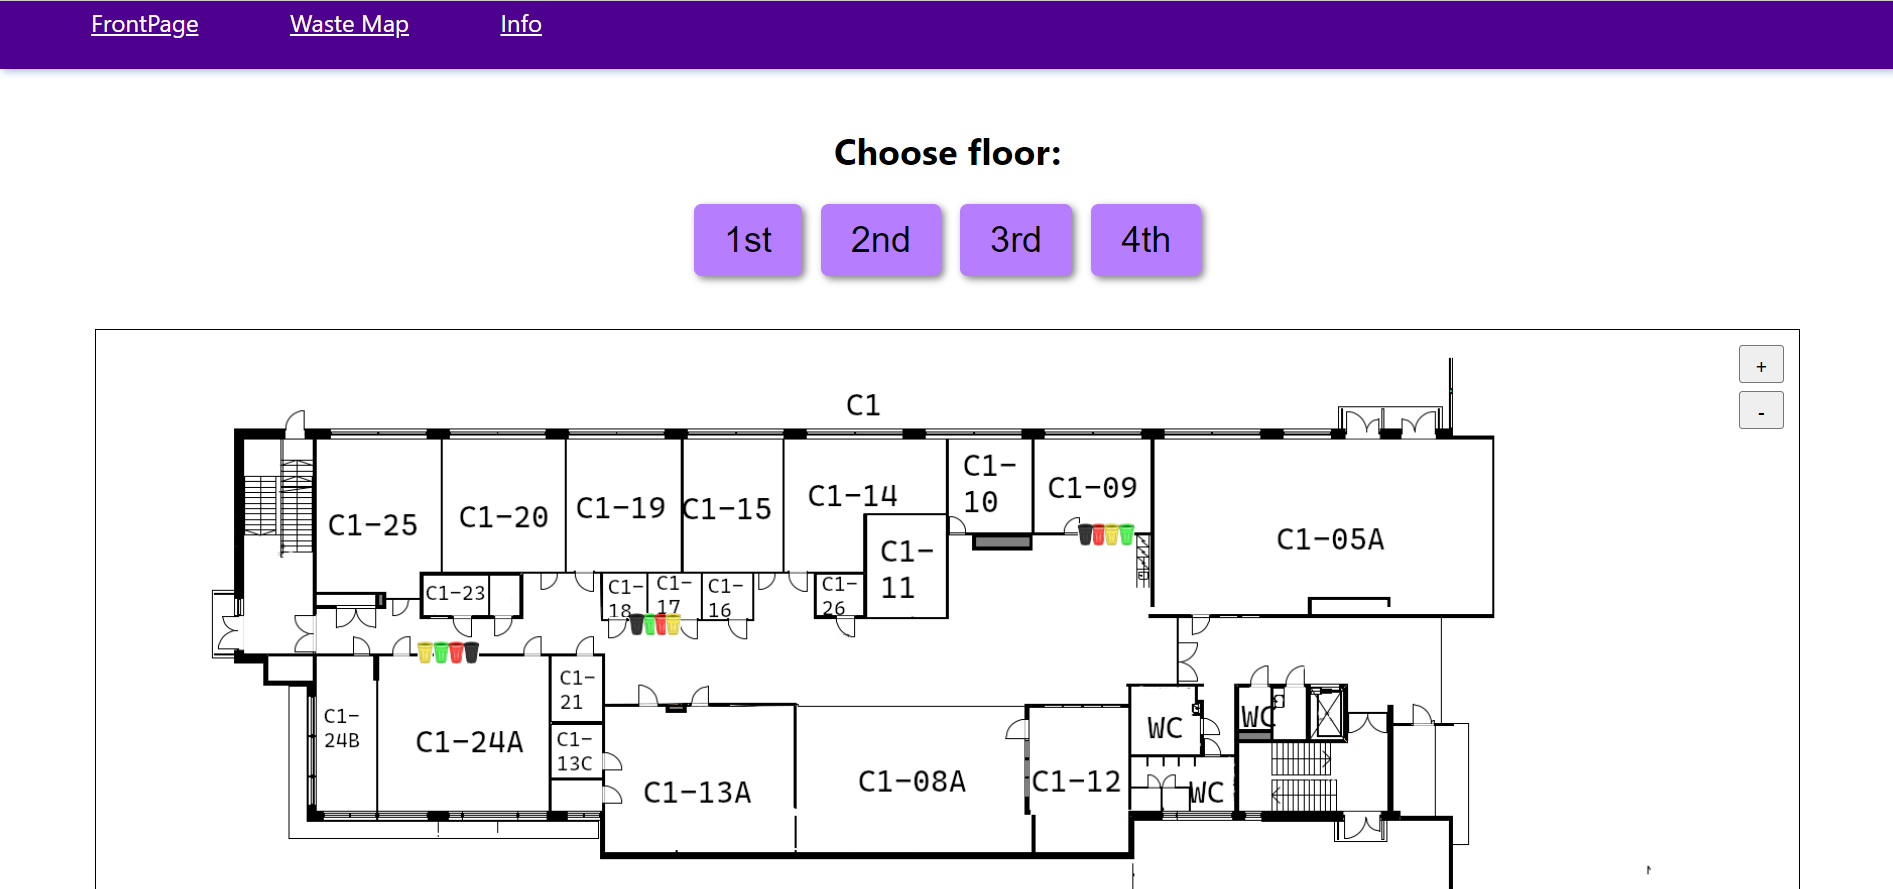 FrontPage Waste Map Info
Choose floor:
1st 2nd 3rd 4th
+
-
C1
C1-25
C1-20
C1-19
C1-15
C1-14
C1-
10
C1-09
C1-05A
C1-
11
C1-23
C1-
18
C1-
17
C1-
16
C1-
26
C1-
21
C1-
24B
C1-24A
C1-
13C
C1-13A
C1-08A
C1-12
WC
WC
WC